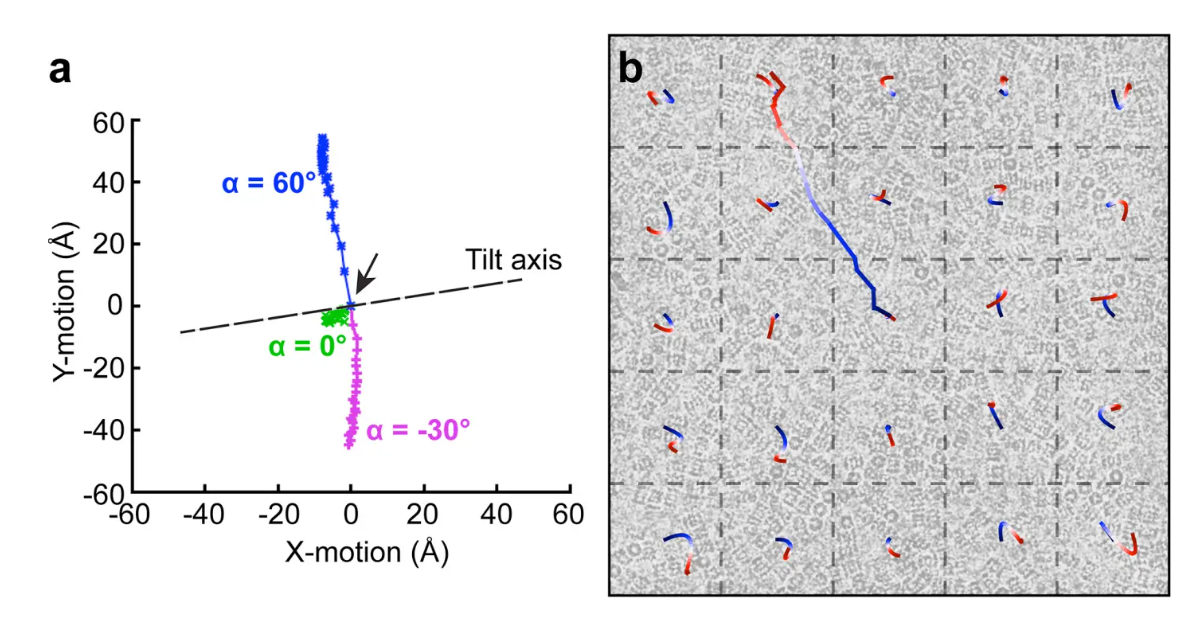 a
60
40
20
0
-20
-40
-60
-60 -40 -20 0 20 40 60
Y-motion (Å)
X-motion (Å)
α = 60°
Tilt axis
α = 0°
α = -30°
b